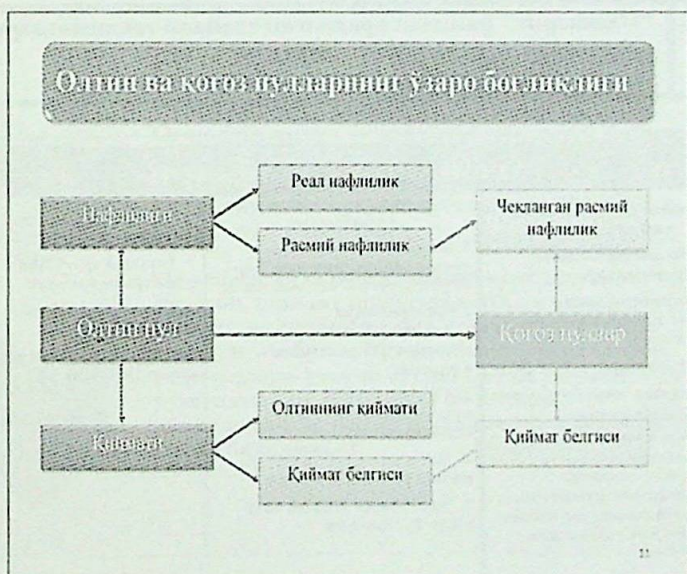 Олтин ва қоғоз пулларнинг ўзаро боғлиқлиги
Реал нафлилик
Нафлилиги
Расмий нафлилик
Чекланган расмий
нафлилик
Олтин пул
Қоғоз пуллар
Олтиннинг қиймати
Қиймати
Қиймат белгиси
Қиймат белгиси